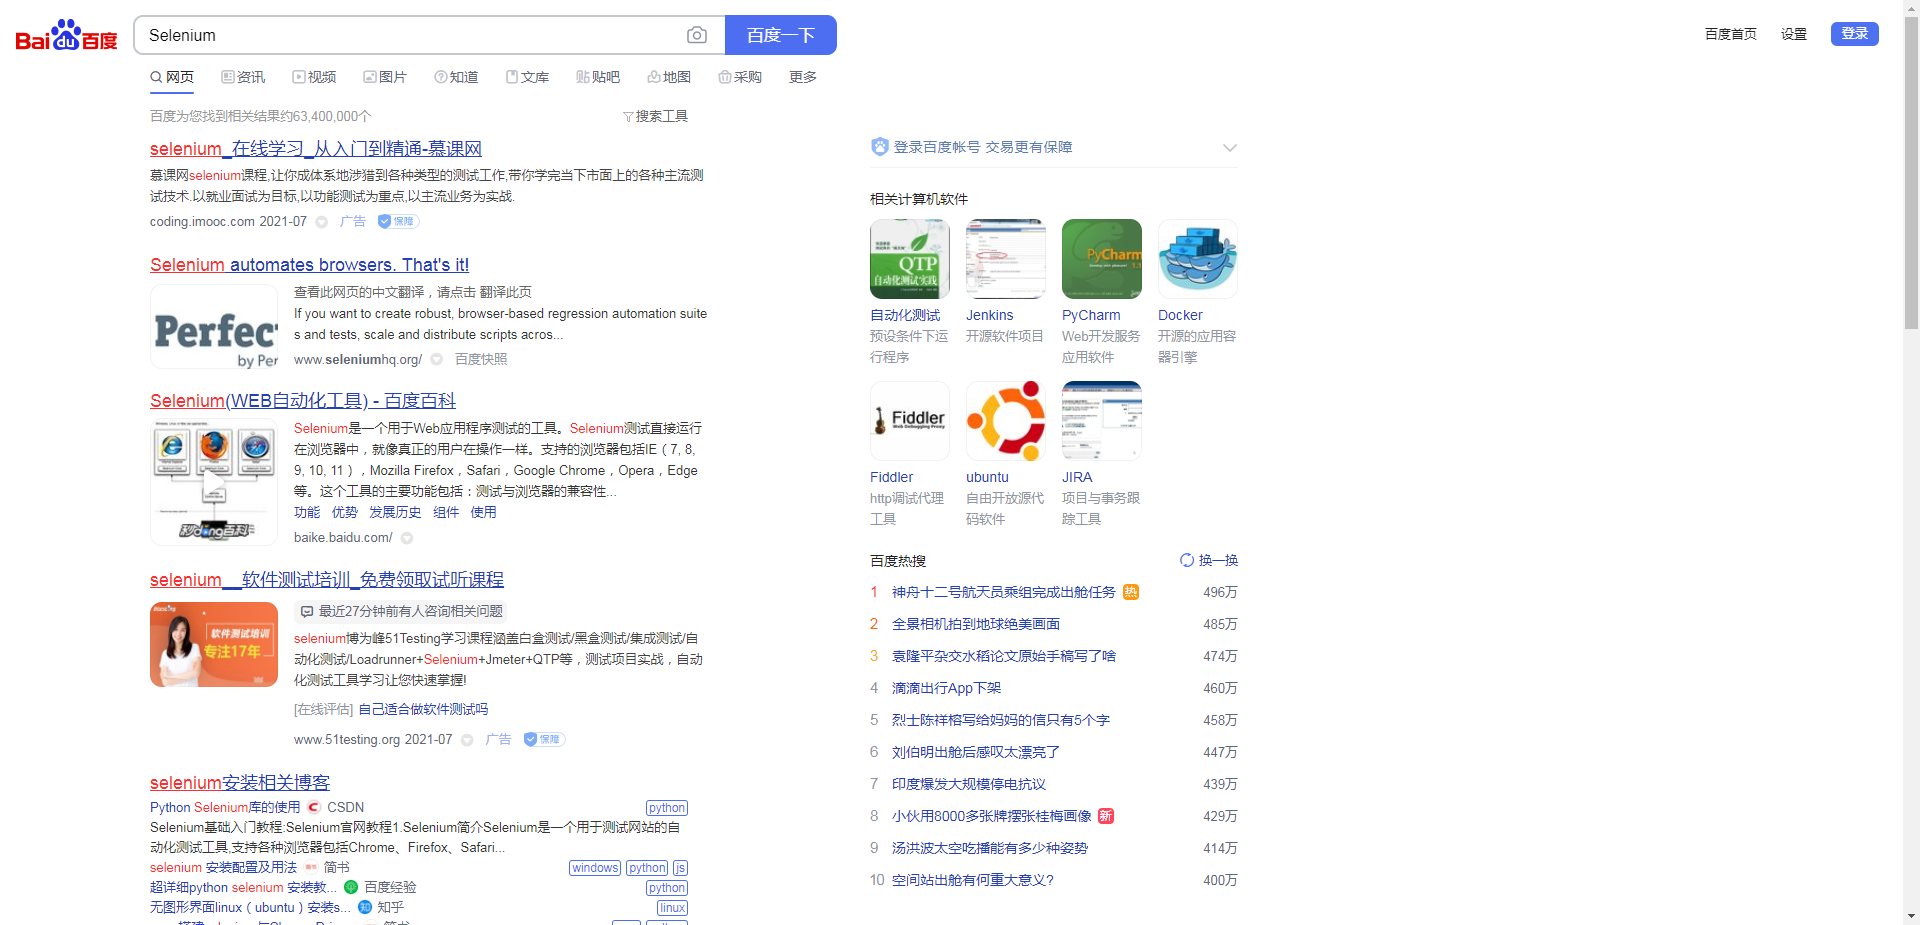 Bai du 百度
Selenium
百度一下
百度首页 设置 登录
网页 资讯 视频 图片 知道 文库 贴吧 地图 采购 更多
百度为您找到相关结果约63,400,000个
搜索工具
selenium_在线学习_从入门到精通-慕课网
慕课网selenium课程,让你成体系地涉猎到各种类型的测试工作,带你学完当下市面上的各种主流测
试技术.以就业面试为目标,以功能测试为重点,以主流业务为实战.
coding.imooc.com 2021-07 广告 保障
Selenium automates browsers. That's it!
Perfec
by Per
查看此网页的中文翻译，请点击 翻译此页
If you want to create robust, browser-based regression automation suite
s and tests, scale and distribute scripts acros...
www.seleniumhq.org/ 百度快照
Selenium(WEB自动化工具) - 百度百科
Selenium是一个用于Web应用程序测试的工具。Selenium测试直接运行
在浏览器中，就像真正的用户在操作一样。支持的浏览器包括IE（7, 8,
9, 10, 11），Mozilla Firefox，Safari，Google Chrome，Opera，Edge
等。这个工具的主要功能包括：测试与浏览器的兼容性...
功能 优势 发展历史 组件 使用
秒dong百科
baike.baidu.com/
selenium__软件测试培训_免费领取试听课程
软件测试培训
专注17年
最近27分钟前有人咨询相关问题
selenium博为峰51Testing学习课程涵盖白盒测试/黑盒测试/集成测试/自
动化测试/Loadrunner+Selenium+Jmeter+QTP等，测试项目实战，自动
化测试工具学习让您快速掌握!
[在线评估] 自己适合做软件测试吗
www.51testing.org 2021-07 广告 保障
selenium安装相关博客
Python Selenium库的使用 CSDN python
Selenium基础入门教程:Selenium官网教程1.Selenium简介Selenium是一个用于测试网站的自
动化测试工具,支持各种浏览器包括Chrome、Firefox、Safari...
selenium 安装配置及用法 简书 windows python js
超详细python selenium 安装教... 百度经验 python
无图形界面linux（ubuntu）安装s... 知 知乎 linux
登录百度帐号 交易更有保障
相关计算机软件
QTP
自动化测试实践
PyCharm
自动化测试 Jenkins PyCharm Docker
预设条件下运 开源软件项目 Web开发服务 开源的应用容
行程序 应用软件 器引擎
Fiddler
Web Debugging Proxy
Fiddler ubuntu JIRA
http调试代理 自由开放源代 项目与事务跟
工具 码软件 踪工具
百度热搜 换一换
1 神舟十二号航天员乘组完成出舱任务 热 496万
2 全景相机拍到地球绝美画面 485万
3 袁隆平杂交水稻论文原始手稿写了啥 474万
4 滴滴出行App下架 460万
5 烈士陈祥榕写给妈妈的信只有5个字 458万
6 刘伯明出舱后感叹太漂亮了 447万
7 印度爆发大规模停电抗议 439万
8 小伙用8000多张牌摆张桂梅画像 新 429万
9 汤洪波太空吃播能有多少种姿势 414万
10 空间站出舱有何重大意义? 400万